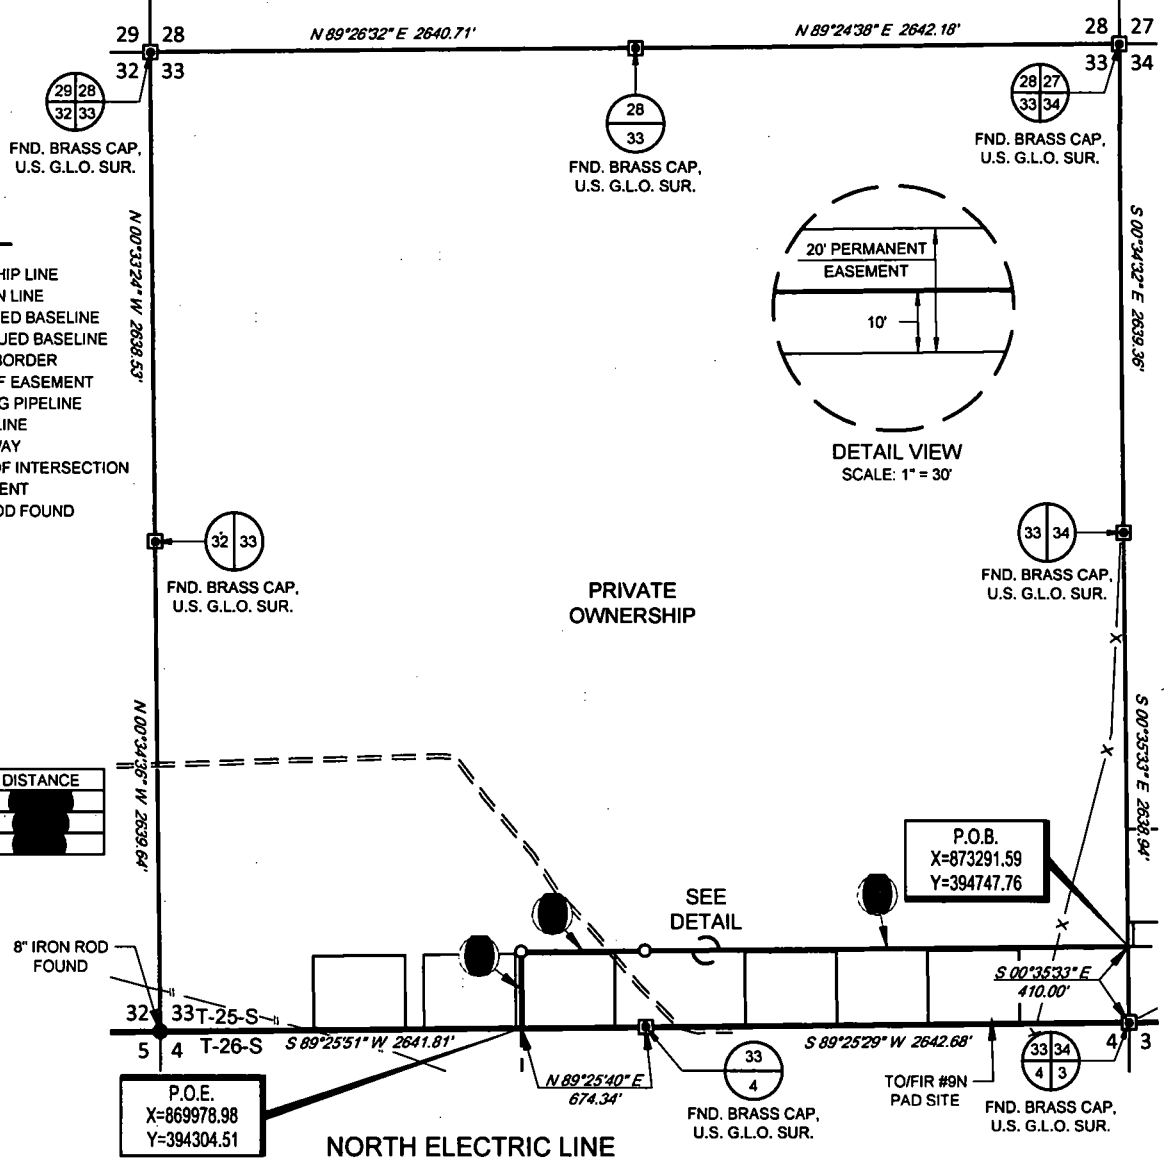 29 28
N 89°26'32" E 2640.71'
N 89°24'38" E 2642.18'
28 27
32 33
33 34
29 28
32 33
FND. BRASS CAP,
U.S. G.L.O. SUR.
28
33
FND. BRASS CAP,
U.S. G.L.O. SUR.
28 27
33 34
FND. BRASS CAP,
U.S. G.L.O. SUR.
N 00°33'24" W 2638.53'
S 00°34'32" E 2639.36'
20' PERMANENT
EASEMENT
10'
DETAIL VIEW
SCALE: 1" = 30'
HIP LINE
N LINE
ED BASELINE
UED BASELINE
BORDER
F EASEMENT
G PIPELINE
LINE
WAY
OF INTERSECTION
ENT
OD FOUND
32 33
FND. BRASS CAP,
U.S. G.L.O. SUR.
33 34
FND. BRASS CAP,
U.S. G.L.O. SUR.
PRIVATE
OWNERSHIP
N 00°34'36" W 2639.64'
S 00°35'33" E 2638.94'
X
X
X
X
DISTANCE
P.O.B.
X=873291.59
Y=394747.76
SEE
DETAIL
8" IRON ROD
FOUND
S 00°35'33" E
410.00'
32 33 T-25-S
5 4 T-26-S
S 89°25'51" W 2641.81'
S 89°25'29" W 2642.68'
4 3
P.O.E.
X=869978.98
Y=394304.51
N 89°25'40" E
674.34'
33
4
FND. BRASS CAP,
U.S. G.L.O. SUR.
TO/FIR #9N
PAD SITE
33 34
4 3
FND. BRASS CAP,
U.S. G.L.O. SUR.
NORTH ELECTRIC LINE